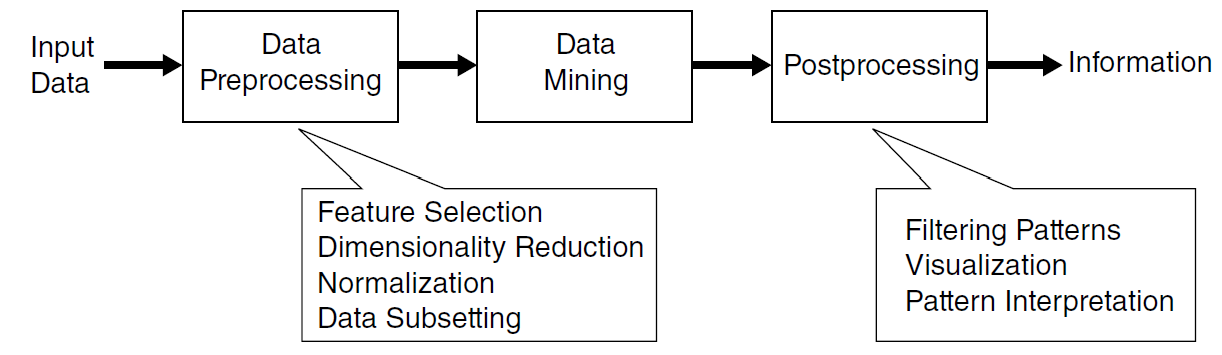 Input
Data
Data
Preprocessing
Data
Mining
Postprocessing
Information
Feature Selection
Dimensionality Reduction
Normalization
Data Subsetting
Filtering Patterns
Visualization
Pattern Interpretation